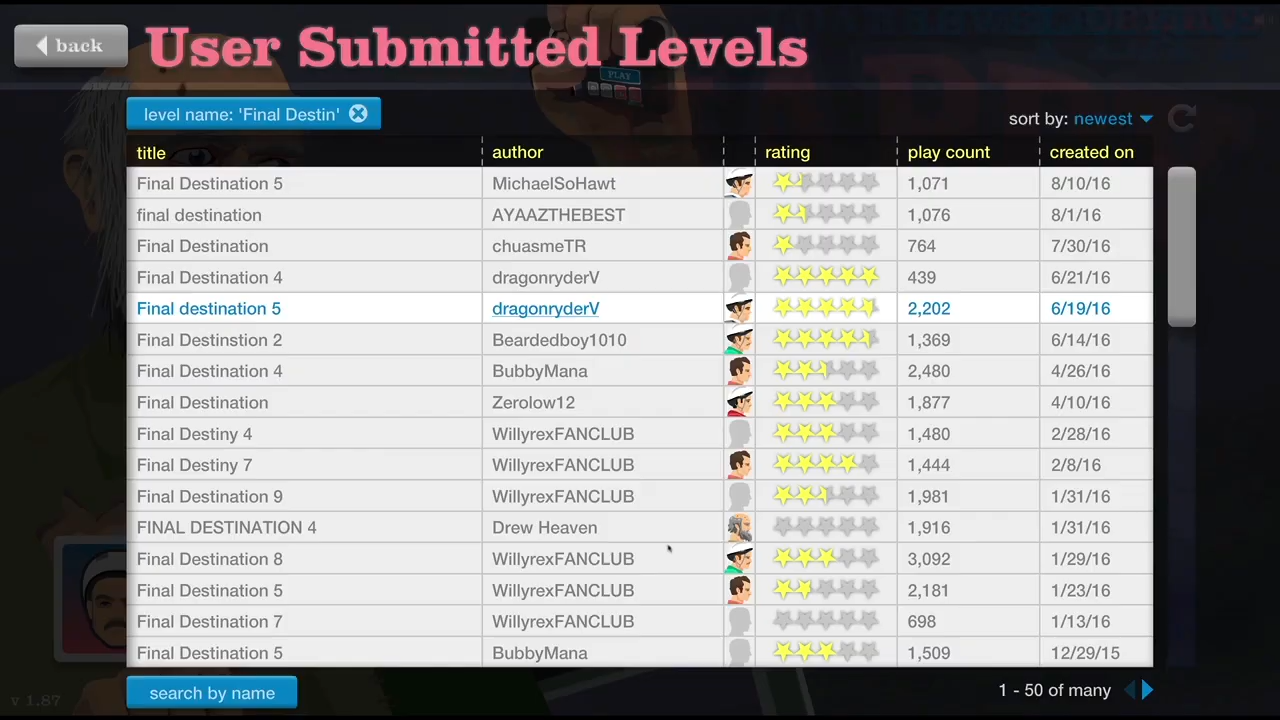 back
User Submitted Levels
PLAY
level name: 'Final Destin'
sort by: newest
title author rating play count created on
Final Destination 5 MichaelSoHawt 1,071 8/10/16
final destination AYAAZTHEBEST 1,076 8/1/16
Final Destination chuasmeTR 764 7/30/16
Final Destination 4 dragonryderV 439 6/21/16
Final destination 5 dragonryderV 2,202 6/19/16
Final Destinstion 2 Beardedboy1010 1,369 6/14/16
Final Destination 4 BubbyMana 2,480 4/26/16
Final Destination Zerolow12 1,877 4/10/16
Final Destiny 4 WillyrexFANCLUB 1,480 2/28/16
Final Destiny 7 WillyrexFANCLUB 1,444 2/8/16
Final Destination 9 WillyrexFANCLUB 1,981 1/31/16
FINAL DESTINATION 4 Drew Heaven 1,916 1/31/16
Final Destination 8 WillyrexFANCLUB 3,092 1/29/16
Final Destination 5 WillyrexFANCLUB 2,181 1/23/16
Final Destination 7 WillyrexFANCLUB 698 1/13/16
Final Destination 5 BubbyMana 1,509 12/29/15
search by name
1 - 50 of many
v 1.87